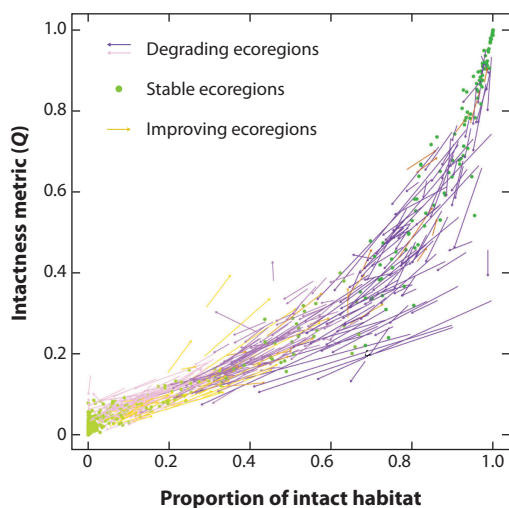 Degrading ecoregions
Stable ecoregions
Improving ecoregions
Intactness metric (Q)
1.0
0.8
0.6
0.4
0.2
0
0 0.2 0.4 0.6 0.8 1.0
Proportion of intact habitat